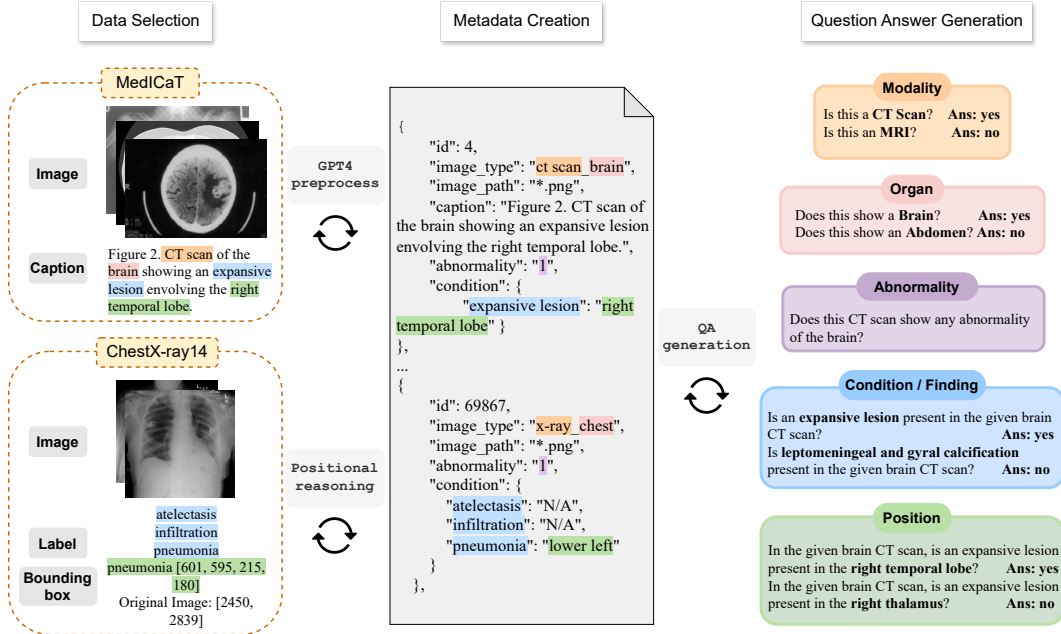 Data Selection
Metadata Creation
Question Answer Generation
MedICaT
Image
Caption
Figure 2. CT scan of the
brain showing an expansive
lesion envolving the right
temporal lobe.
ChestX-ray14
Image
Label
Bounding
box
atelectasis
infiltration
pneumonia
pneumonia [601, 595, 215,
180]
Original Image: [2450,
2839]
GPT4
preprocess
Positional
reasoning
{
"id": 4,
"image_type": "ct scan_brain",
"image_path": "*.png",
"caption": "Figure 2. CT scan of
the brain showing an expansive lesion
envolving the right temporal lobe.",
"abnormality": "1",
"condition": {
"expansive lesion": "right
temporal lobe" }
},
...
{
"id": 69867,
"image_type": "x-ray_chest",
"image_path": "*.png",
"abnormality": "1",
"condition": {
"atelectasis": "N/A",
"infiltration": "N/A",
"pneumonia": "lower left"
}
},
QA
generation
Modality
Is this a CT Scan? Ans: yes
Is this an MRI? Ans: no
Organ
Does this show a Brain? Ans: yes
Does this show an Abdomen? Ans: no
Abnormality
Does this CT scan show any abnormality
of the brain?
Condition / Finding
Is an expansive lesion present in the given brain
CT scan? Ans: yes
Is leptomeningeal and gyral calcification
present in the given brain CT scan? Ans: no
Position
In the given brain CT scan, is an expansive lesion
present in the right temporal lobe? Ans: yes
In the given brain CT scan, is an expansive lesion
present in the right thalamus? Ans: no